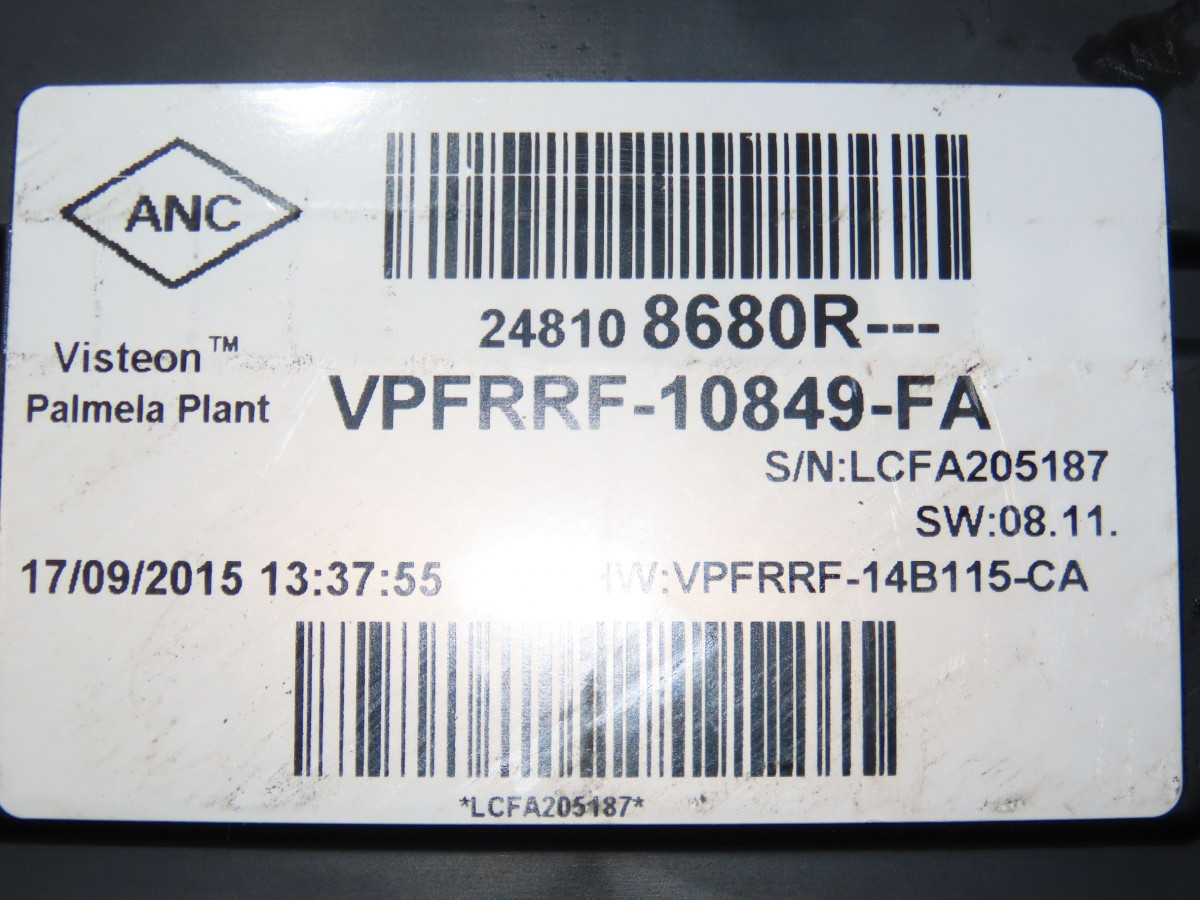 ANC
24810 8680R---
Visteon™
Palmela Plant
VPFRRF-10849-FA
S/N:LCFA205187
SW:08.11.
17/09/2015 13:37:55
HW:VPFRRF-14B115-CA
*LCFA205187*